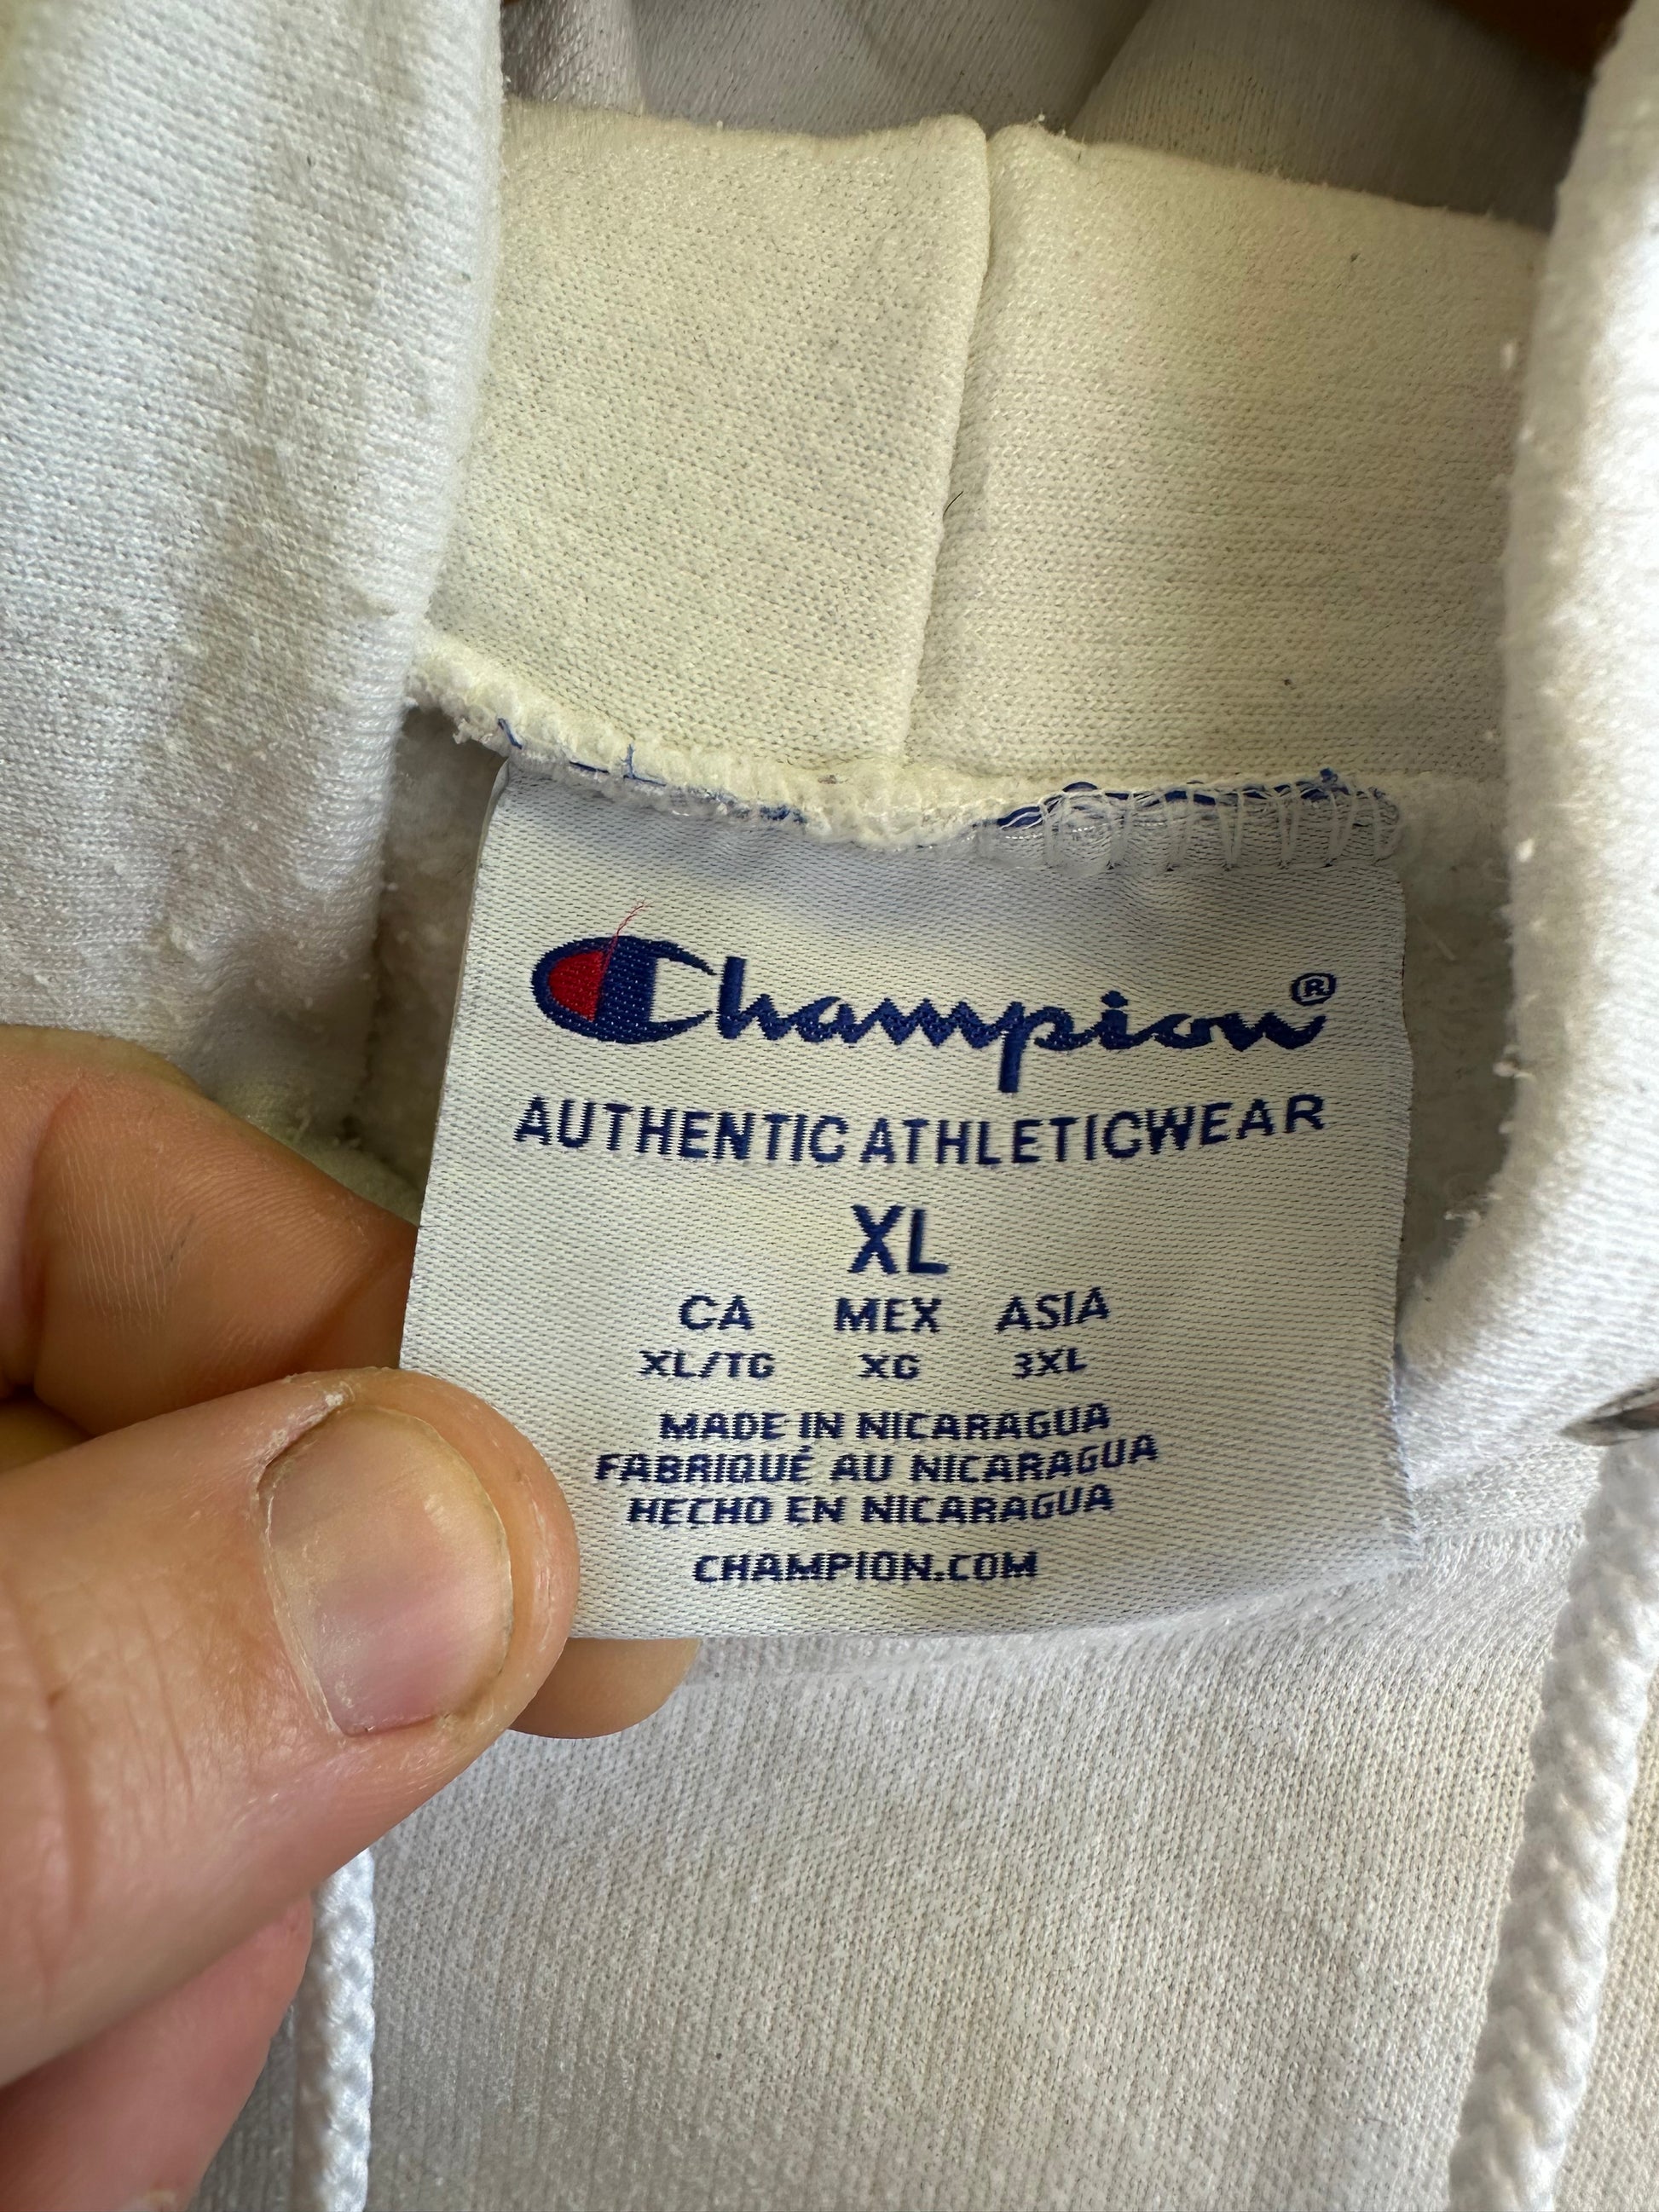 Champion®
AUTHENTIC ATHLETICWEAR
XL
CA MEX ASIA
XL/TG XG 3XL
MADE IN NICARAGUA
FABRIQUÉ AU NICARAGUA
HECHO EN NICARAGUA
CHAMPION.COM